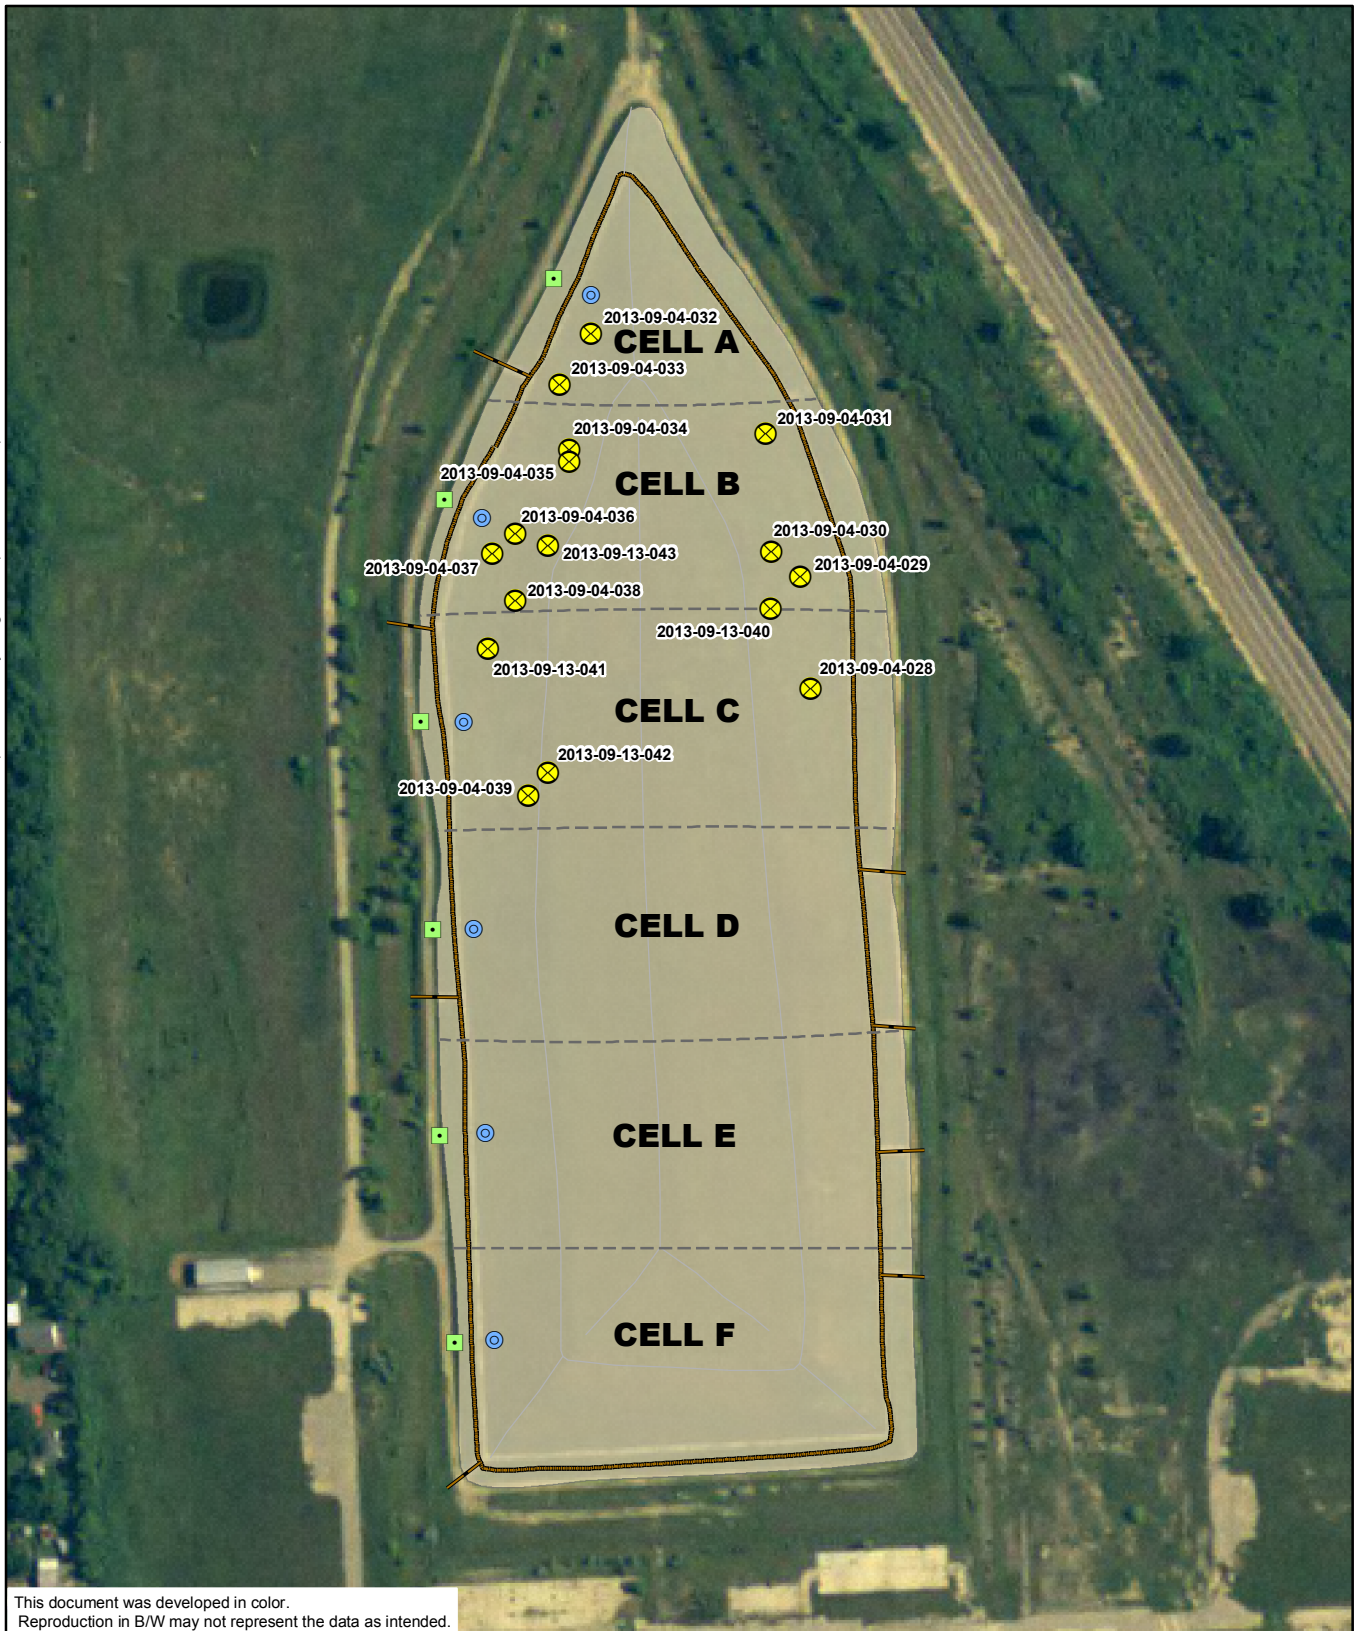 2013-09-04-032
CELL A
2013-09-04-033
2013-09-04-031
2013-09-04-034
2013-09-04-035
CELL B
2013-09-04-036
2013-09-04-030
2013-09-13-043
2013-09-04-029
2013-09-04-037
2013-09-04-038
2013-09-13-040
2013-09-13-041
2013-09-04-028
CELL C
2013-09-13-042
2013-09-04-039
CELL D
CELL E
CELL F
This document was developed in color.
Reproduction in B/W may not represent the data as intended.